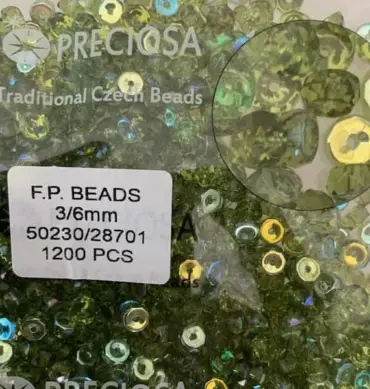 PRECIOSA
Traditional Czech Beads
F.P. BEADS
3/6mm
50230/28701
1200 PCS
PRECIOSA